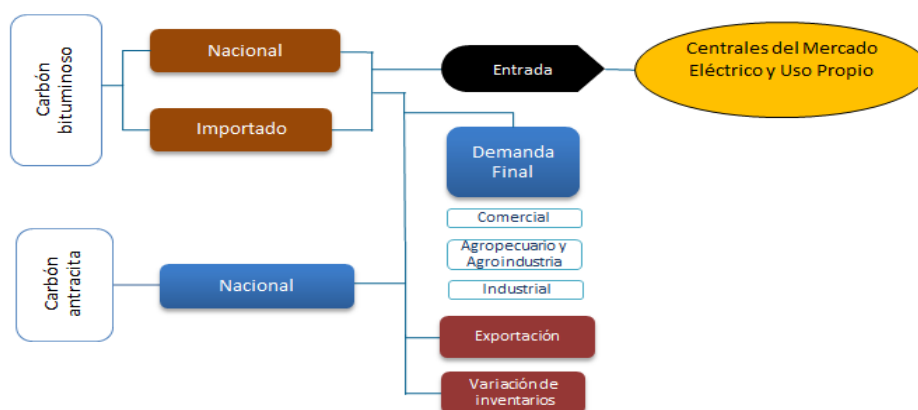 Carbón
bituminoso
Nacional
Importado
Entrada
Centrales del Mercado
Eléctrico y Uso Propio
Demanda
Final
Comercial
Agropecuario y
Agroindustria
Industrial
Carbón
antracita
Nacional
Exportación
Variación de
inventarios